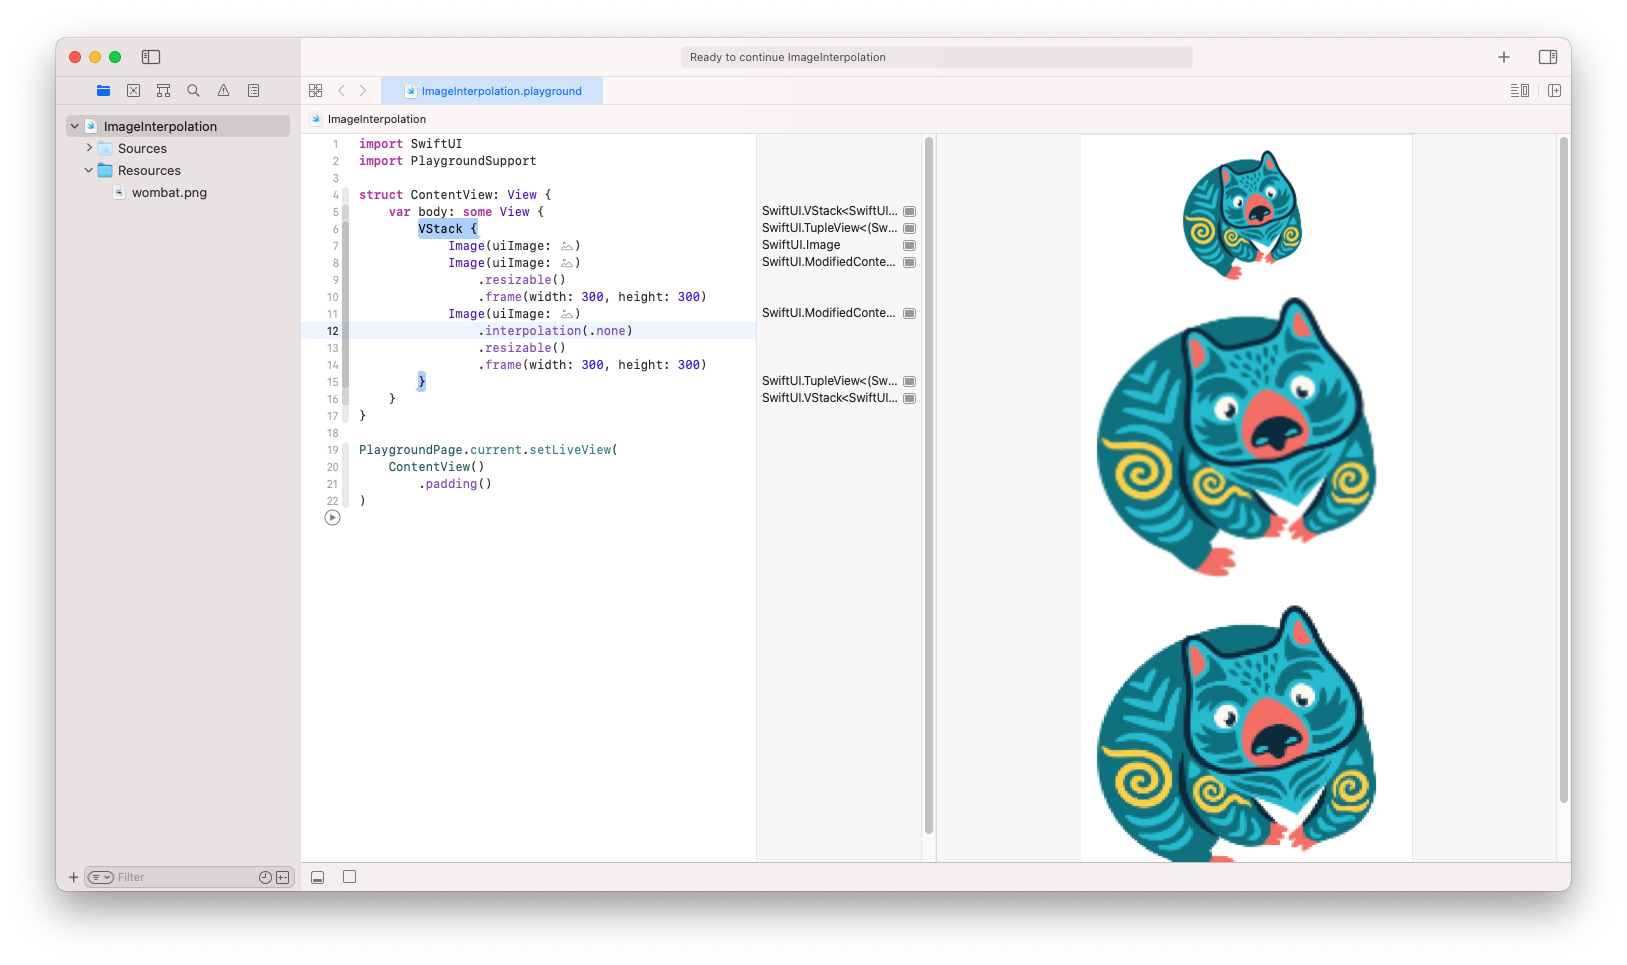 Ready to continue ImageInterpolation
ImageInterpolation.playground
ImageInterpolation
Sources
Resources
wombat.png
Filter
ImageInterpolation
1 import SwiftUI
2 import PlaygroundSupport
3
4 struct ContentView: View {
5 var body: some View {
6 VStack {
7 Image(uiImage: )
8 Image(uiImage: )
9 .resizable()
10 .frame(width: 300, height: 300)
11 Image(uiImage: )
12 .interpolation(.none)
13 .resizable()
14 .frame(width: 300, height: 300)
15 }
16 }
17 }
18
19 PlaygroundPage.current.setLiveView(
20 ContentView()
21 .padding()
22 )
SwiftUI.VStack<SwiftUI...
SwiftUI.TupleView<(Sw...
SwiftUI.Image
SwiftUI.ModifiedConte...
SwiftUI.ModifiedConte...
SwiftUI.TupleView<(Sw...
SwiftUI.VStack<SwiftUI...